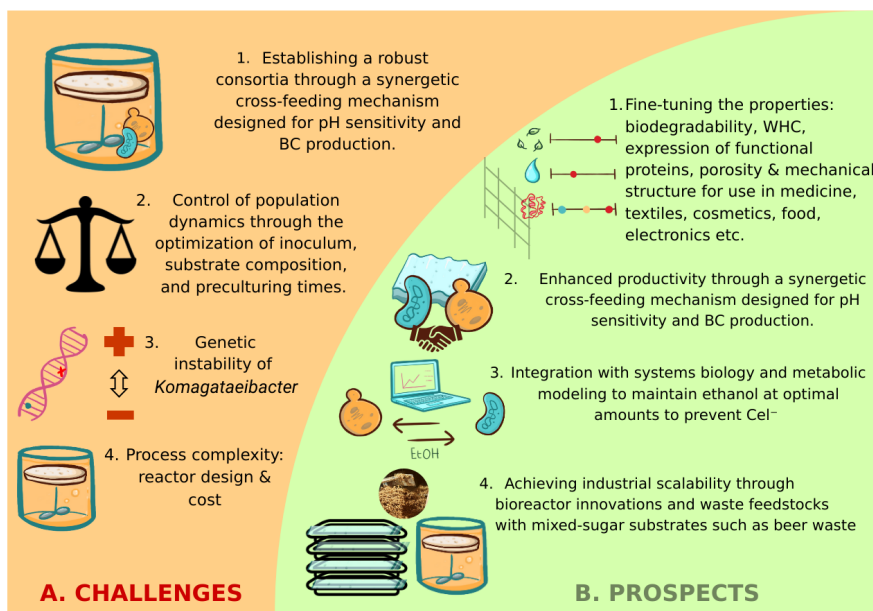 1. Establishing a robust
consortia through a synergetic
cross-feeding mechanism
designed for pH sensitivity and
BC production.
2. Control of population
dynamics through the
optimization of inoculum,
substrate composition,
and preculturing times.
3. Genetic
instability of
Komagataeibacter
4. Process complexity:
reactor design &
cost
A. CHALLENGES
1. Fine-tuning the properties:
biodegradability, WHC,
expression of functional
proteins, porosity & mechanical
structure for use in medicine,
textiles, cosmetics, food,
electronics etc.
2. Enhanced productivity through a synergetic
cross-feeding mechanism designed for pH
sensitivity and BC production.
3. Integration with systems biology and metabolic
modeling to maintain ethanol at optimal
amounts to prevent Cel⁻
EtOH
4. Achieving industrial scalability through
bioreactor innovations and waste feedstocks
with mixed-sugar substrates such as beer waste
B. PROSPECTS